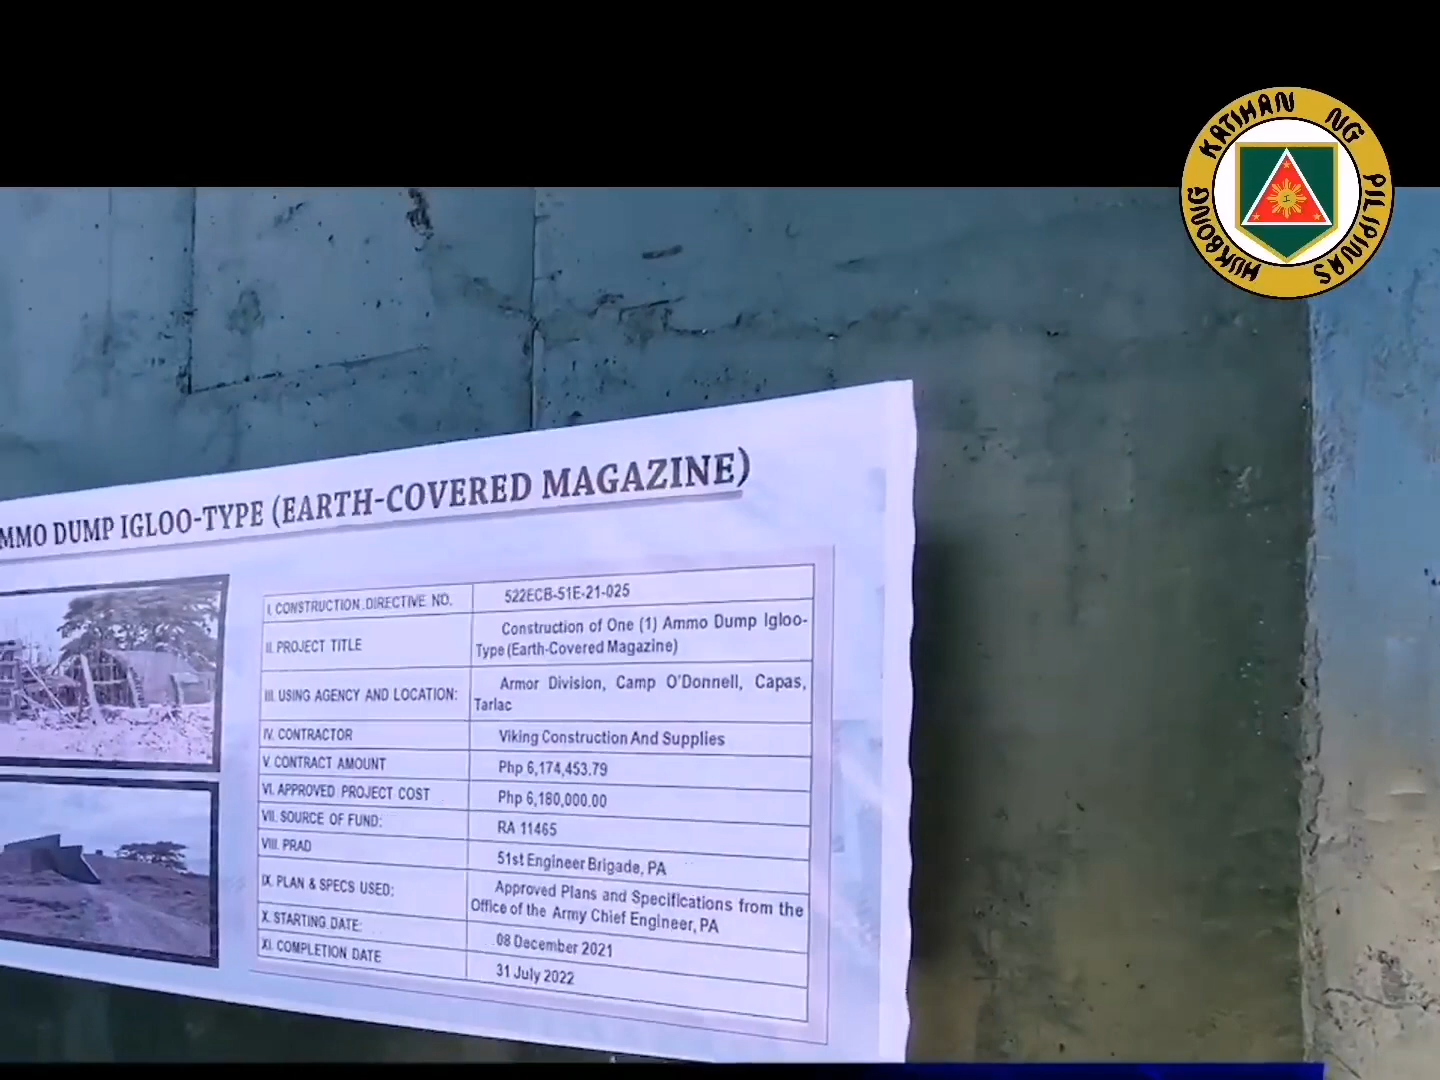 HUKBONG KATIHAN NG PILIPINAS
DUMP IGLOO-TYPE (EARTH-COVERED MAGAZINE)
I. CONSTRUCTION DIRECTIVE NO. 522ECB-51E-21-025
II. PROJECT TITLE Construction of One (1) Ammo Dump Igloo-
Type (Earth-Covered Magazine)
III. USING AGENCY AND LOCATION: Armor Division, Camp O'Donnell, Capas,
Tarlac
IV. CONTRACTOR Viking Construction And Supplies
V. CONTRACT AMOUNT Php 6,174,453.79
VI. APPROVED PROJECT COST Php 6,180,000.00
VII. SOURCE OF FUND: RA 11465
VIII. PRAD 51st Engineer Brigade, PA
IX. PLAN & SPECS USED: Approved Plans and Specifications from the
Office of the Army Chief Engineer, PA
X. STARTING DATE: 08 December 2021
XI. COMPLETION DATE 31 July 2022